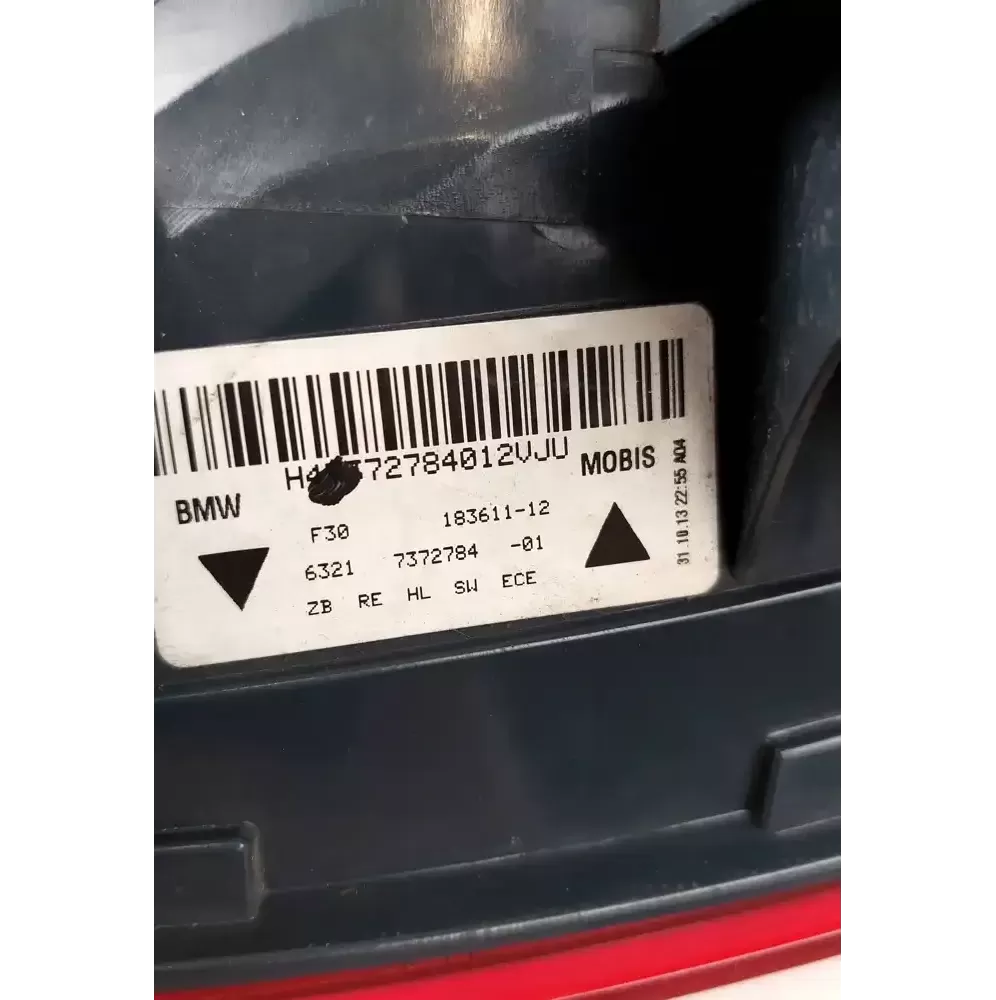 72784012VJU
BMW
MOBIS
F30 183611-12
6321 7372784 -01
ZB RE HL SW ECE
31.10.13 22:55 A04